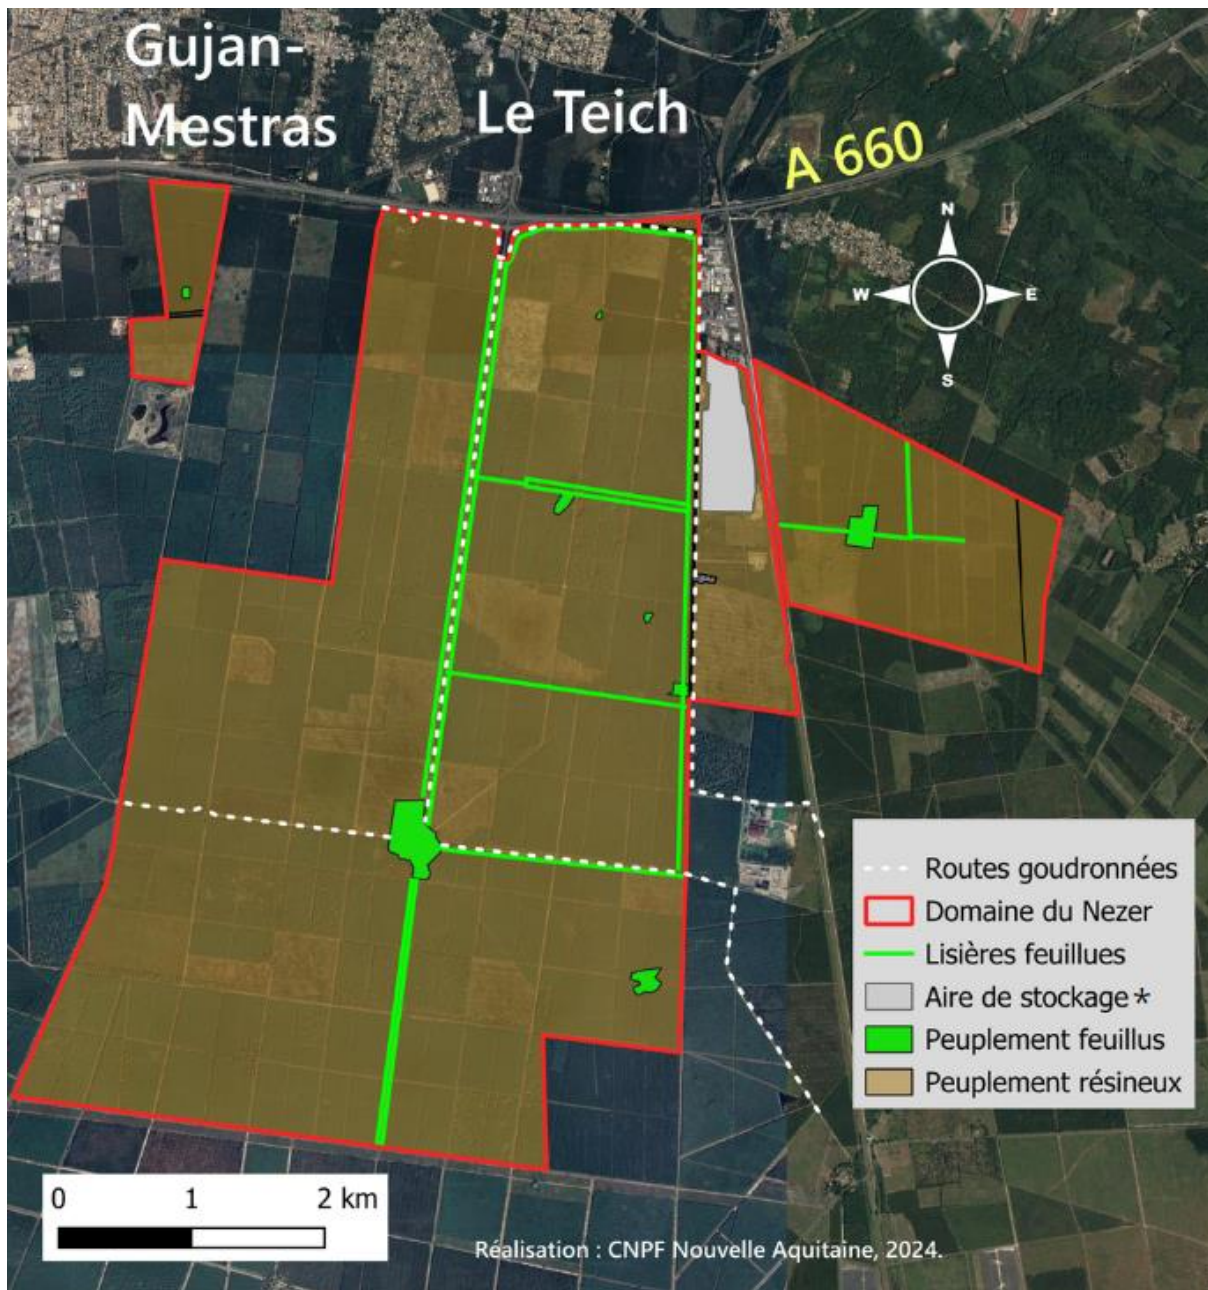 Gujan-
Mestras
Le Teich
A 660
N
W
E
S
Routes goudronnées
Domaine du Nezer
Lisières feuillues
Aire de stockage*
Peuplement feuillus
Peuplement résineux
0 1 2 km
Réalisation : CNPF Nouvelle Aquitaine, 2024.